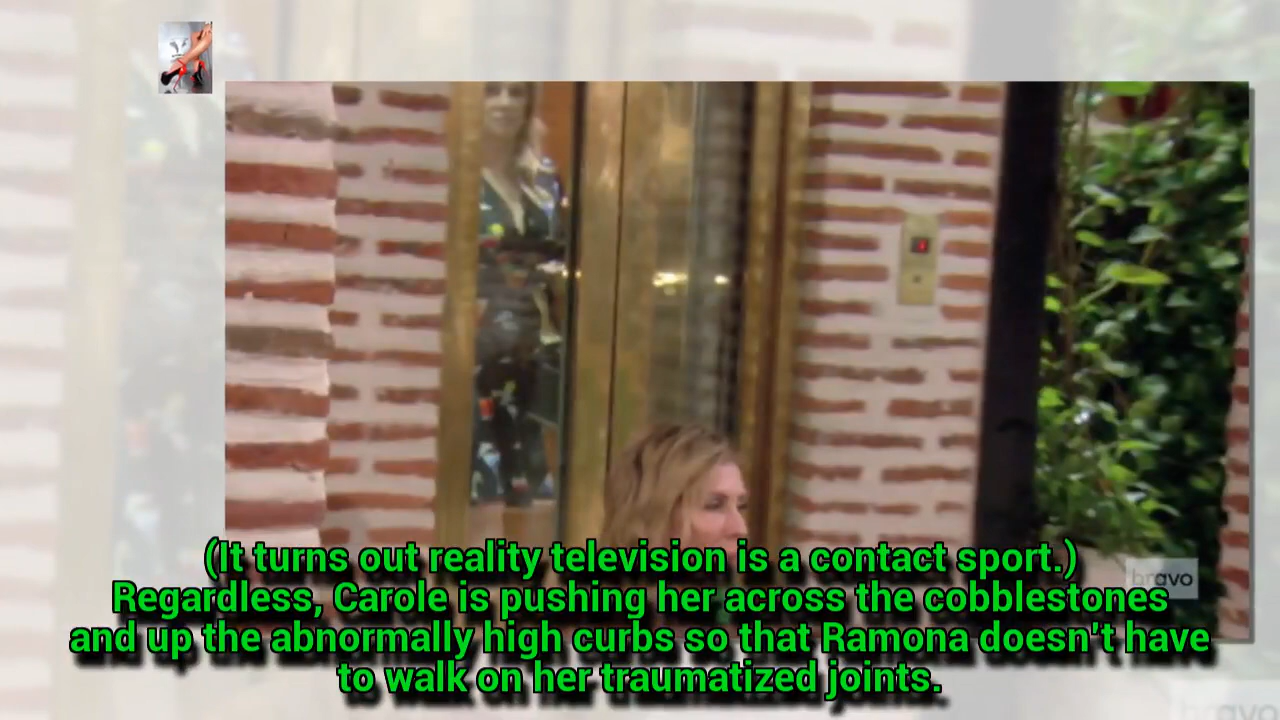 (It turns out reality television is a contact sport.)
Regardless, Carole is pushing her across the cobblestones
and up the abnormally high curbs so that Ramona doesn't have
to walk on her traumatized joints.
bravo
bravo